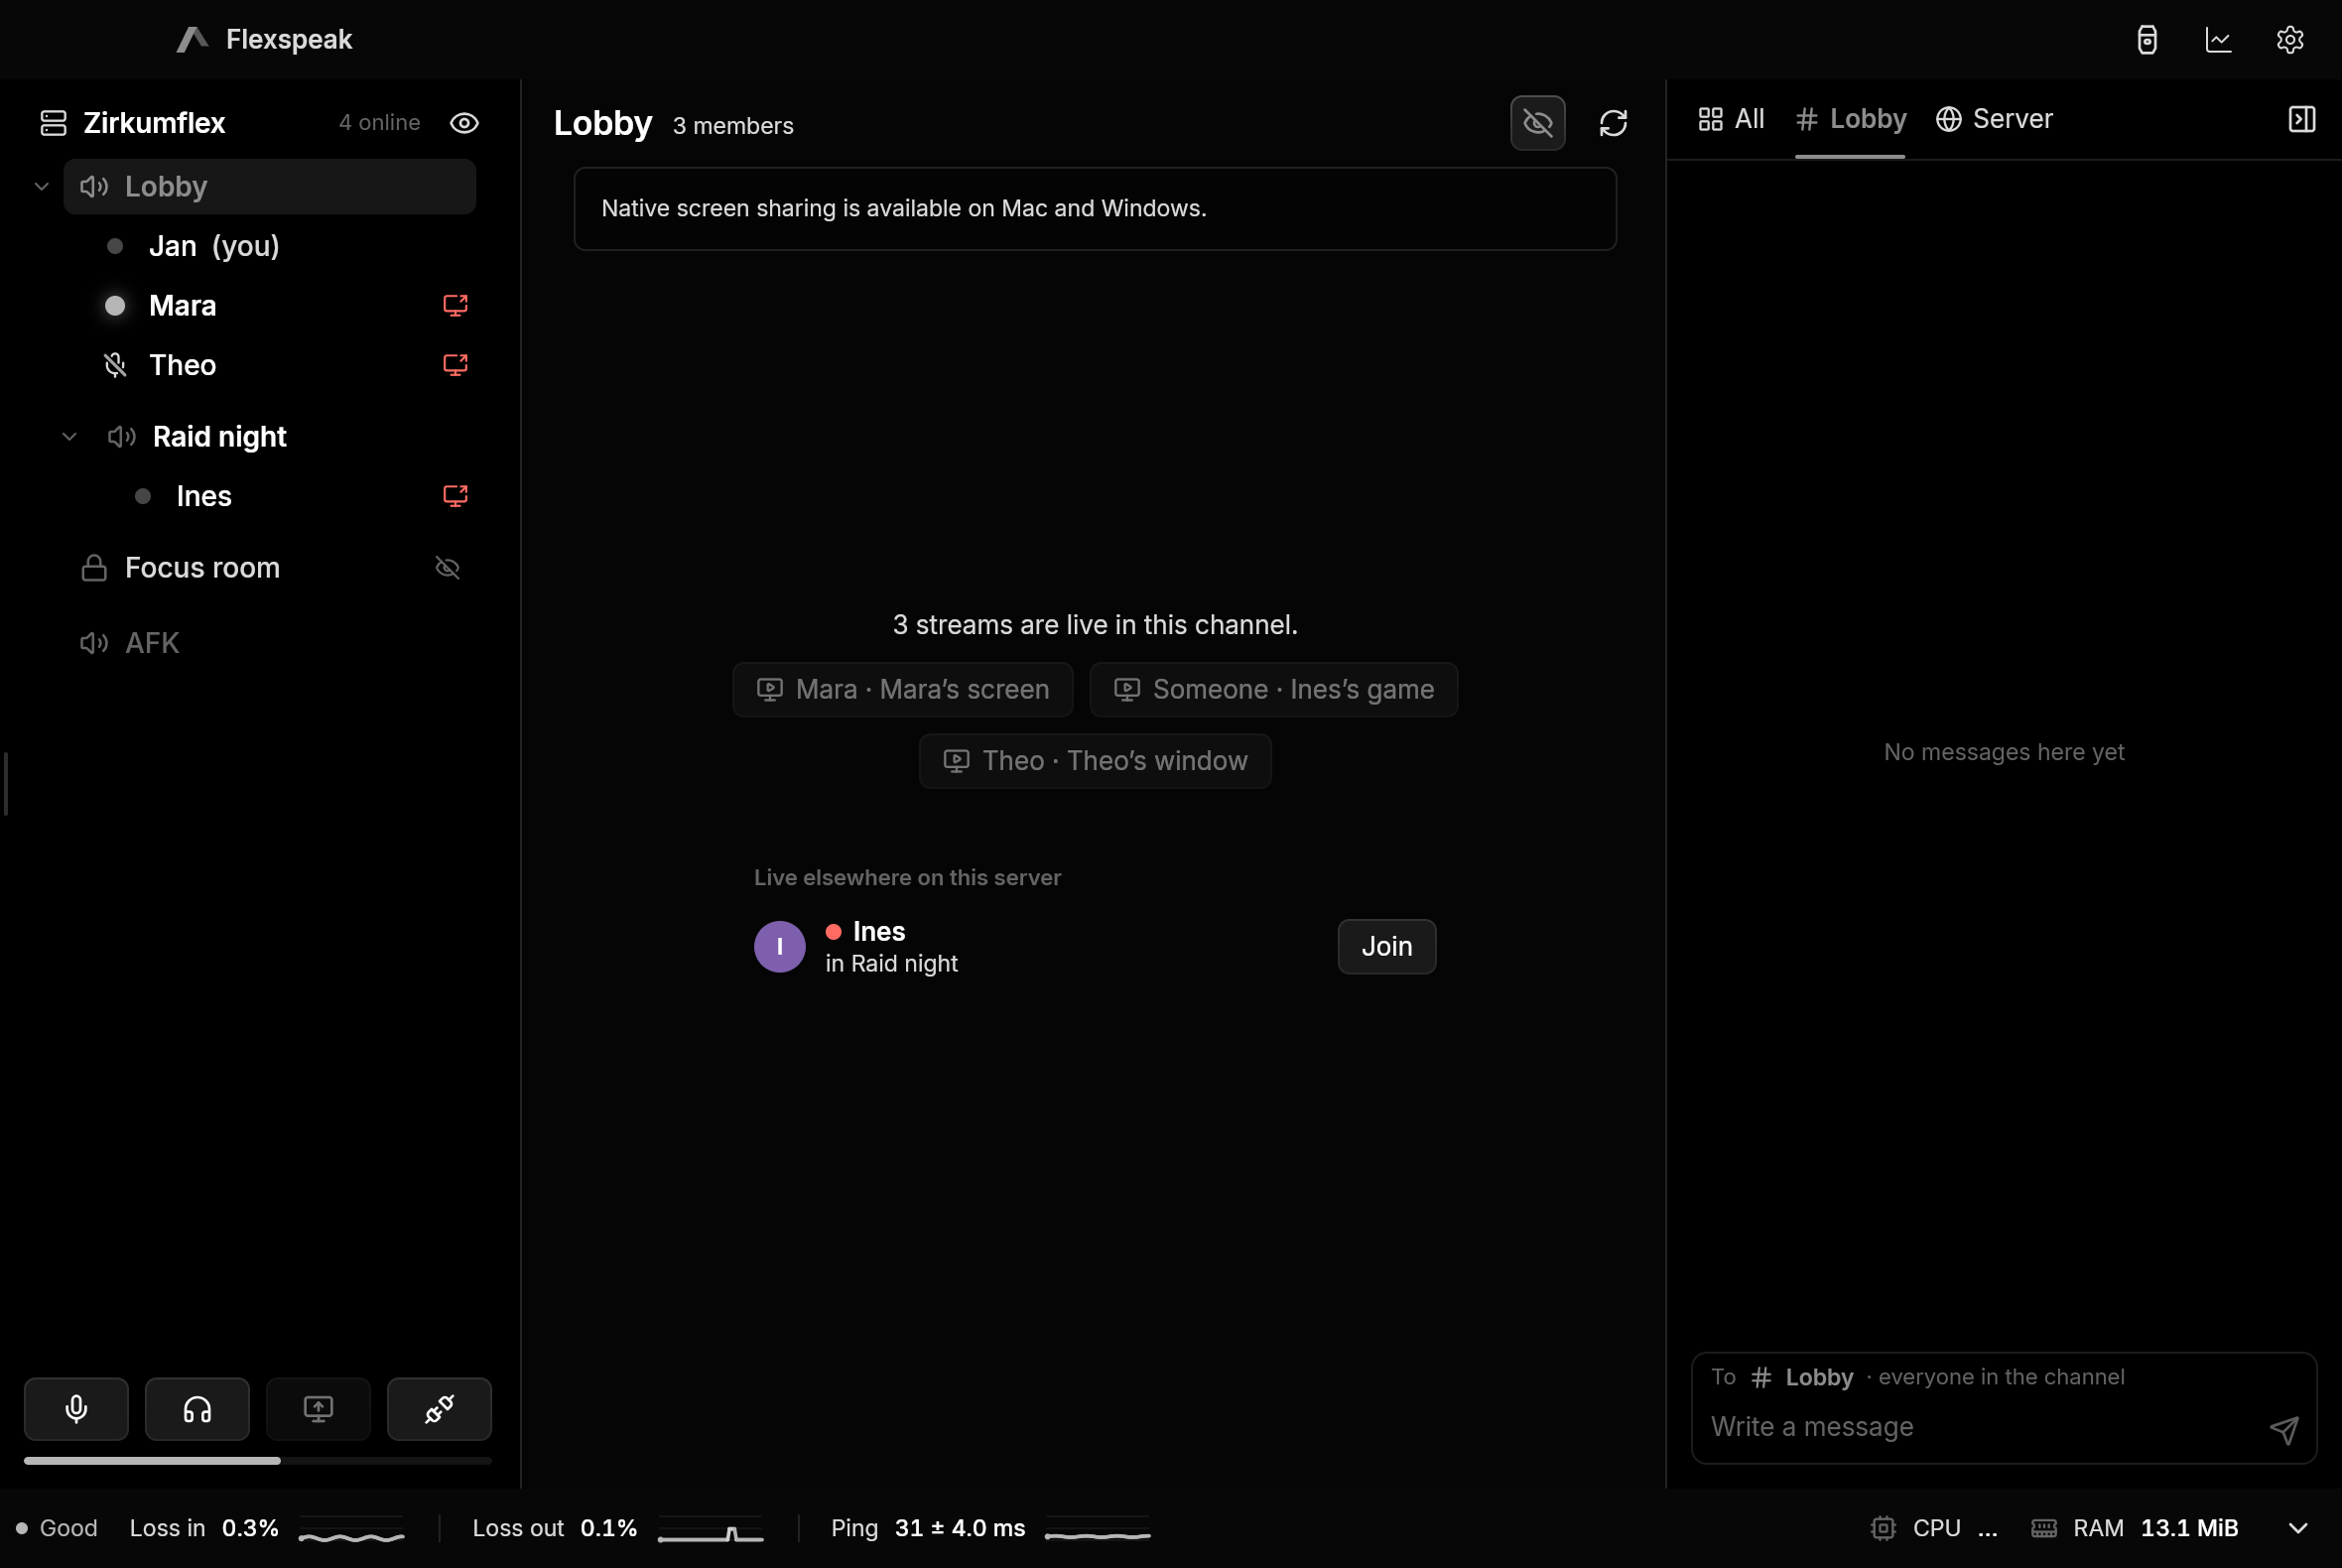 Flexspeak
Zirkumflex 4 online
Lobby
Jan (you)
Mara
Theo
Raid night
Ines
Focus room
AFK
Lobby 3 members
Native screen sharing is available on Mac and Windows.
3 streams are live in this channel.
Mara · Mara’s screen
Someone · Ines’s game
Theo · Theo’s window
Live elsewhere on this server
I
Ines
in Raid night
Join
All # Lobby Server
No messages here yet
To # Lobby · everyone in the channel
Write a message
Good Loss in 0.3% Loss out 0.1% Ping 31 ± 4.0 ms CPU ... RAM 13.1 MiB